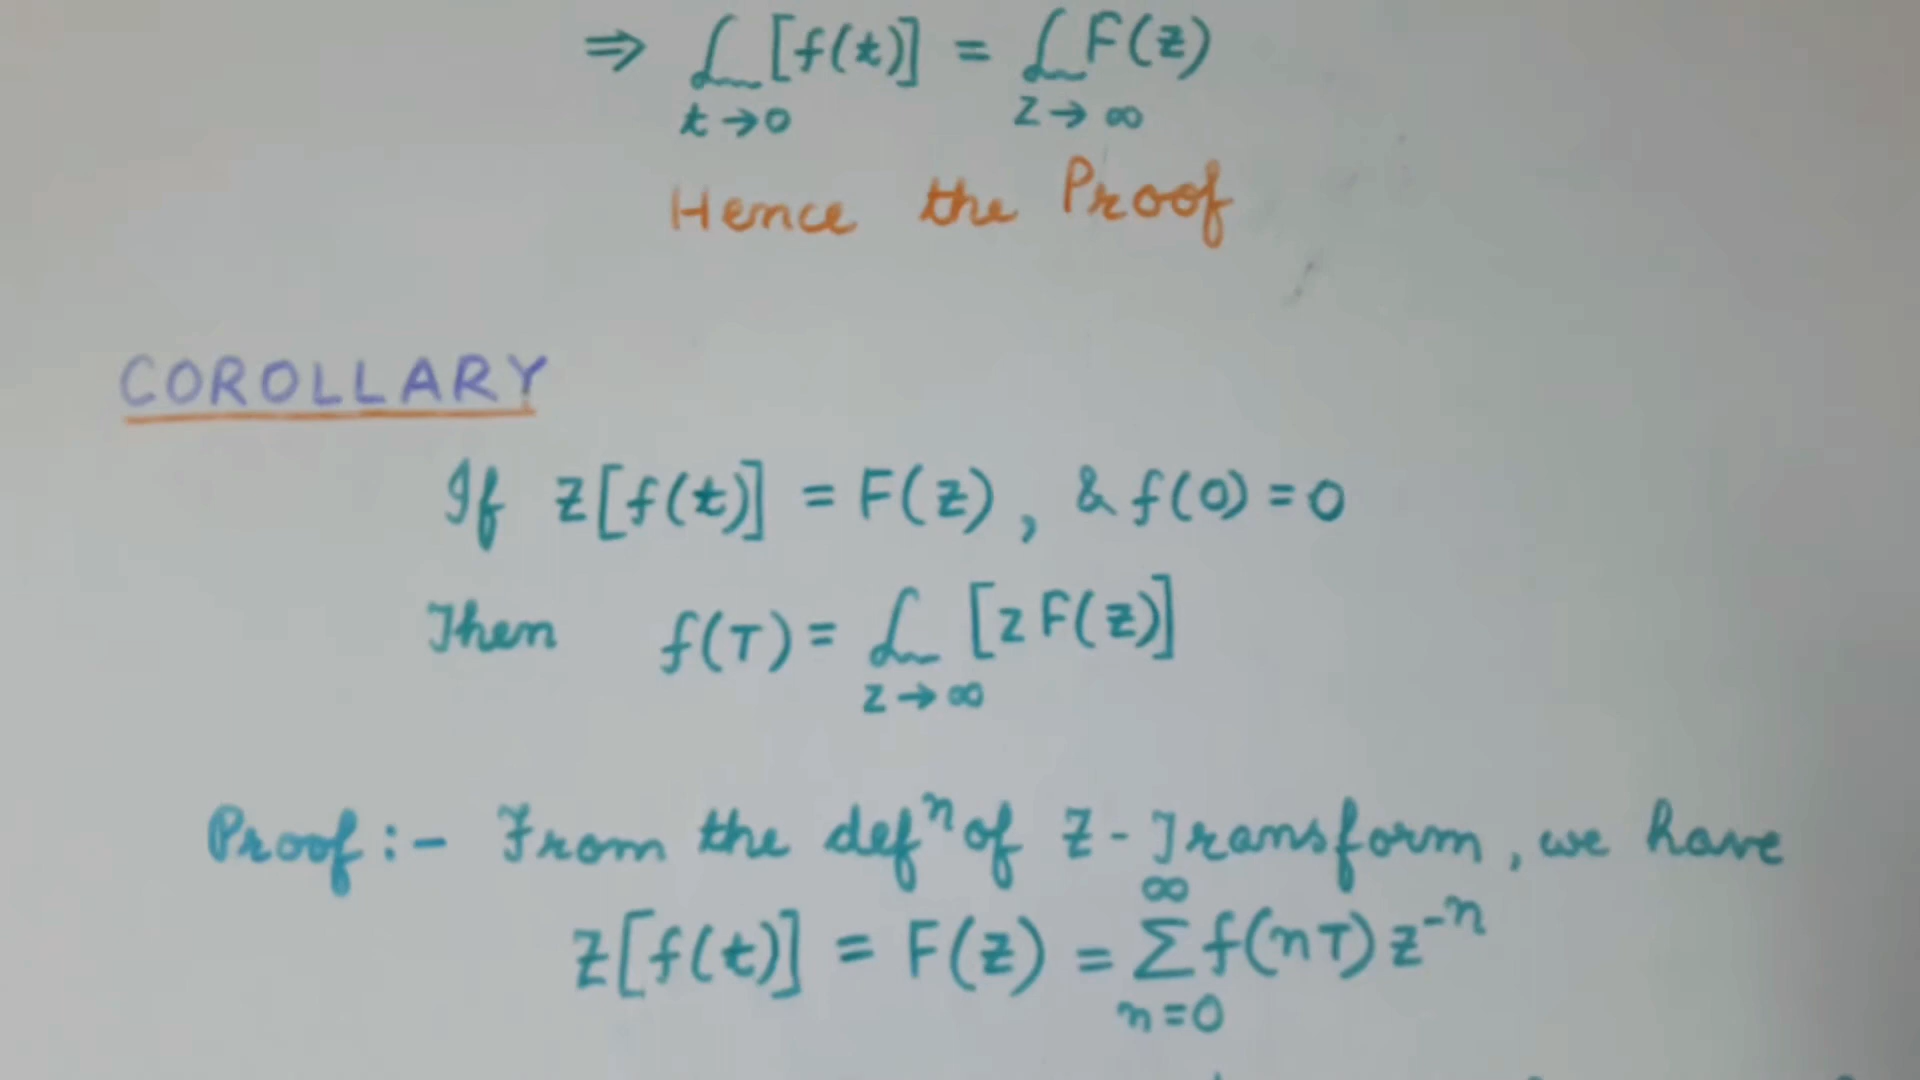 ⇒ Lt [f(t)] = Lt F(z)
t→0 z→∞
Hence the Proof
COROLLARY
If Z[f(t)] = F(z), & f(0) = 0
Then f(T) = Lt [z F(z)]
z→∞
Proof :- From the defⁿ of Z-Transform, we have
Z[f(t)] = F(z) = ∑ₙ₌₀^∞ f(nT) z⁻ⁿ